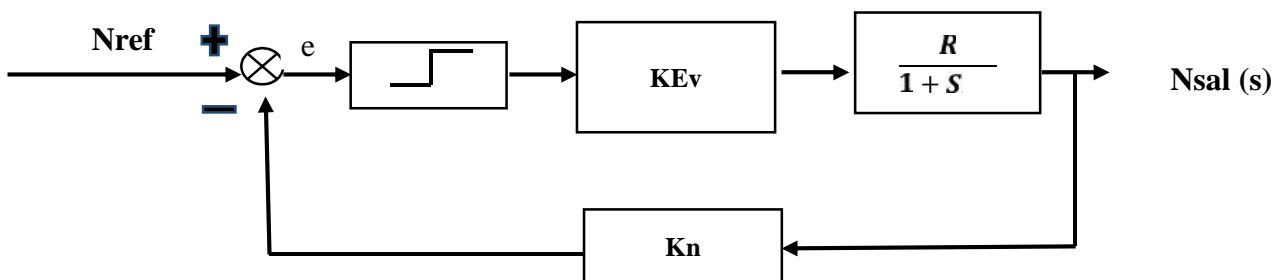 Nref
+
e
−
KEv
R
1 + S
Nsal (s)
Kn